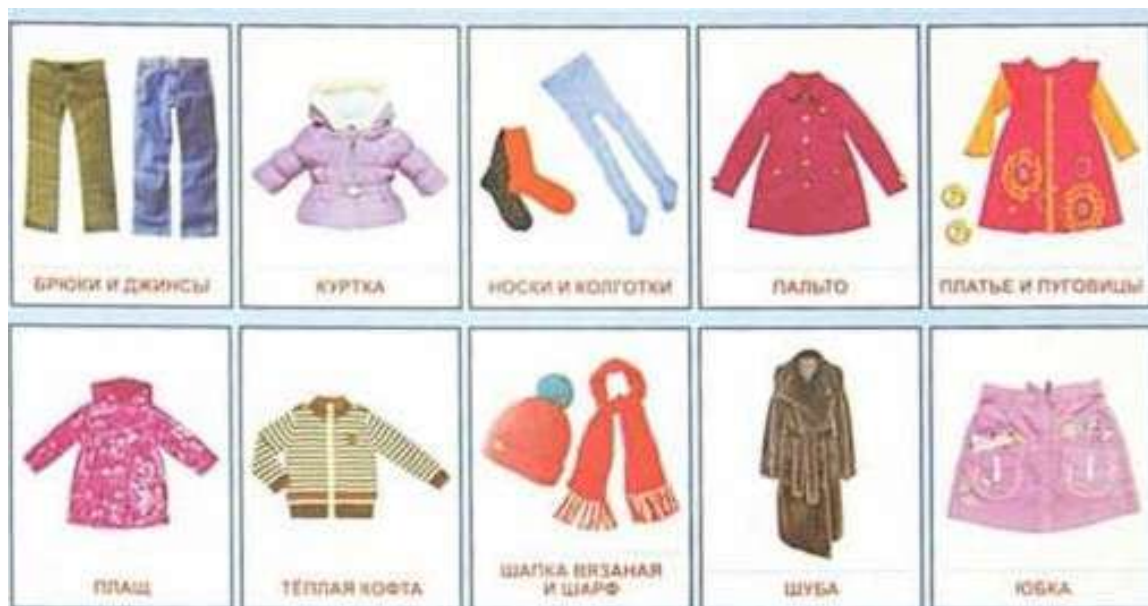 БРЮКИ И ДЖИНСЫ
КУРТКА
НОСКИ И КОЛГОТКИ
ПАЛЬТО
ПЛАТЬЕ И ПУГОВИЦЫ
ПЛАЩ
ТЁПЛАЯ КОФТА
ШАПКА ВЯЗАНАЯ
И ШАРФ
ШУБА
ЮБКА